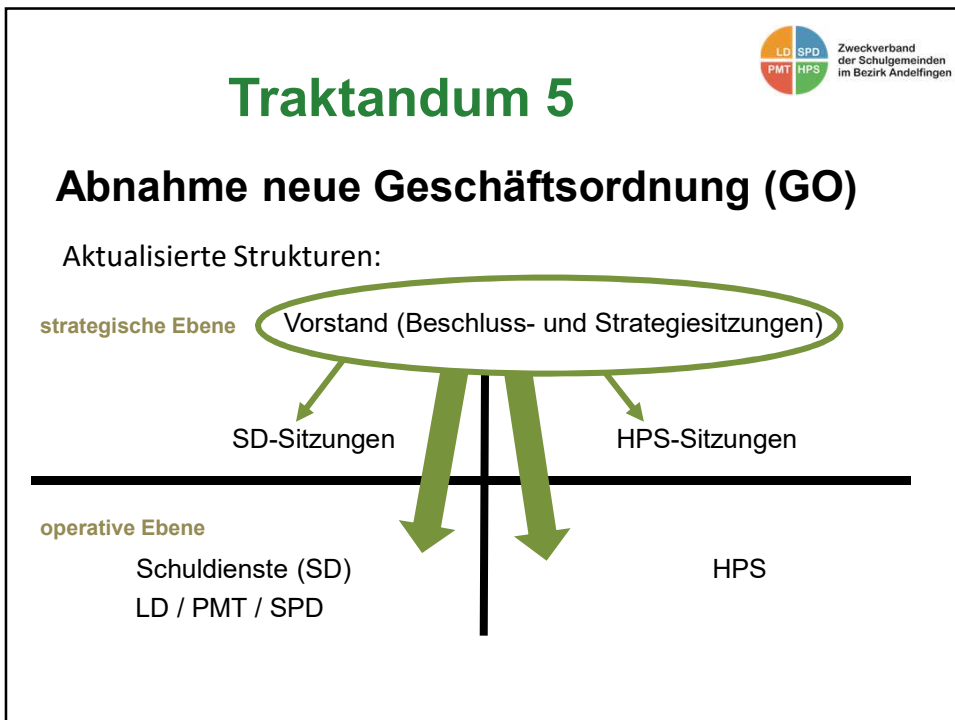 LD SPD
PMT HPS
Zweckverband
der Schulgemeinden
im Bezirk Andelfingen
Traktandum 5
Abnahme neue Geschäftsordnung (GO)
Aktualisierte Strukturen:
strategische Ebene
Vorstand (Beschluss- und Strategiesitzungen)
SD-Sitzungen
HPS-Sitzungen
operative Ebene
Schuldienste (SD)
LD / PMT / SPD
HPS